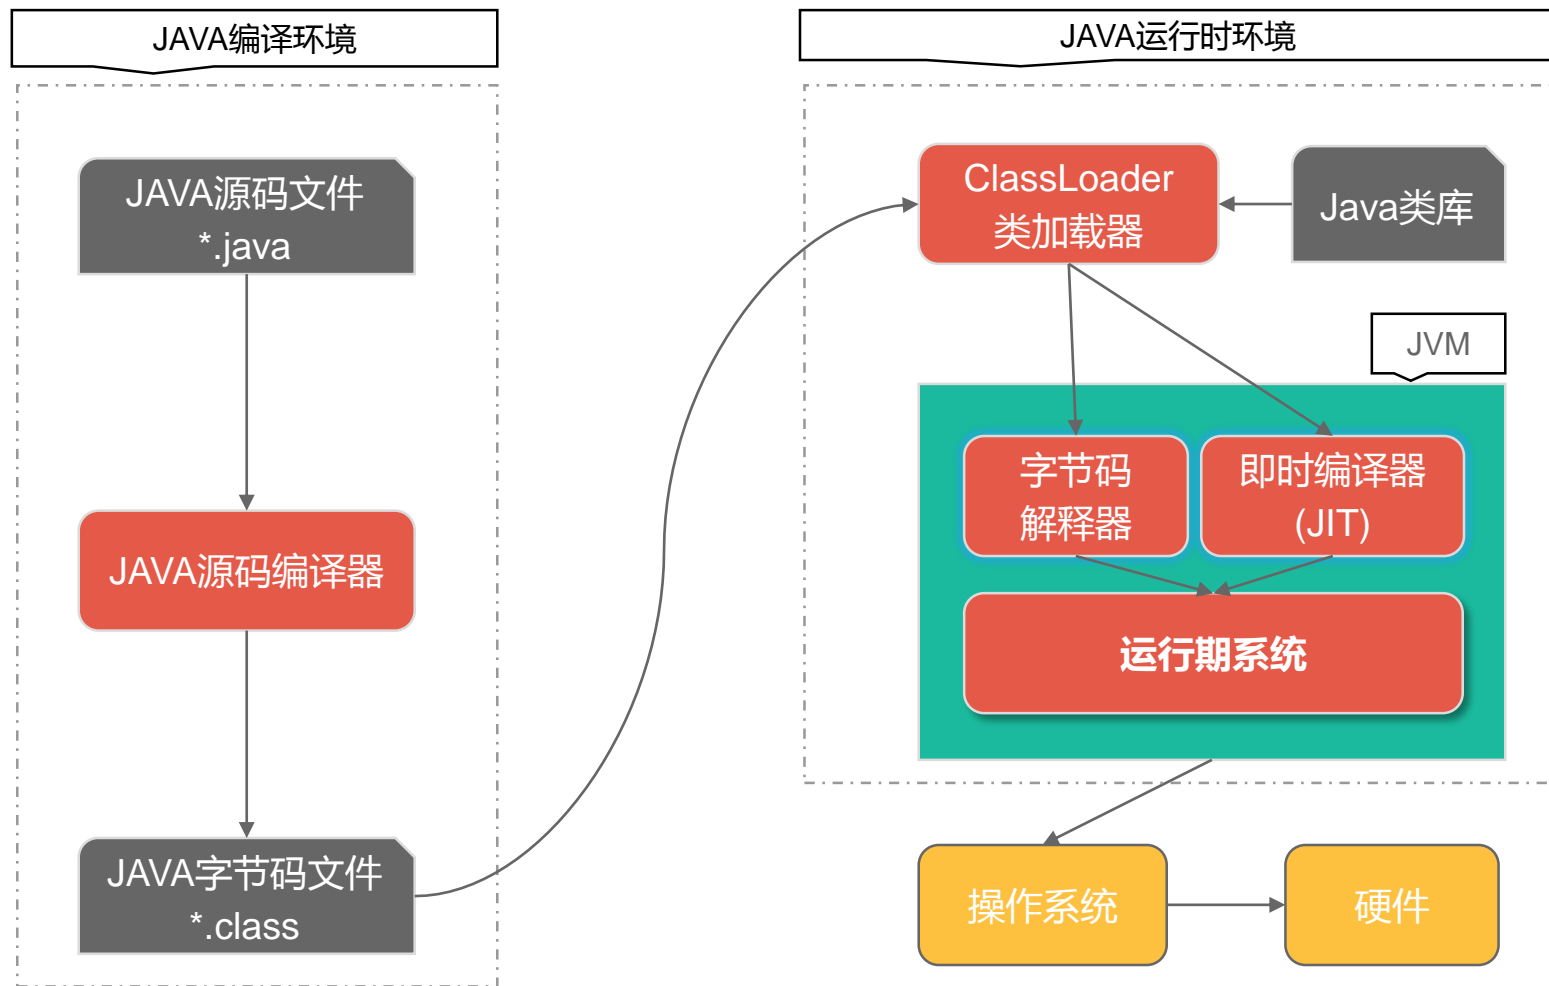 JAVA编译环境
JAVA源码文件
*.java
JAVA源码编译器
JAVA字节码文件
*.class
JAVA运行时环境
ClassLoader
类加载器
Java类库
JVM
字节码
解释器
即时编译器
(JIT)
运行期系统
操作系统
硬件